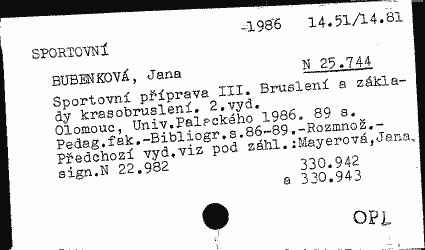 -1986 14.51/14.81
SPORTOVNÍ
N 25.744
BUBENKOVÁ, Jana
Sportovní příprava III. Bruslení a zákla-
dy krasobruslení. 2.vyd.
Olomouc, Univ.Palackého 1986. 89 s.
Pedag.fak.-Bibliogr.s.86-89.-Rozmnož.-
Předchozí vyd.viz pod záhl.:Mayerová,Jana.
sign.N 22.982
330.942
a 330.943
OPL